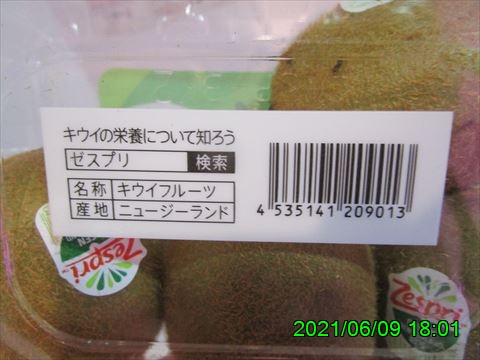 キウイの栄養について知ろう
ゼスプリ 検索
名称 キウイフルーツ
産地 ニュージーランド
4 535141 209013
Zespri
Zespri
2021/06/09 18:01